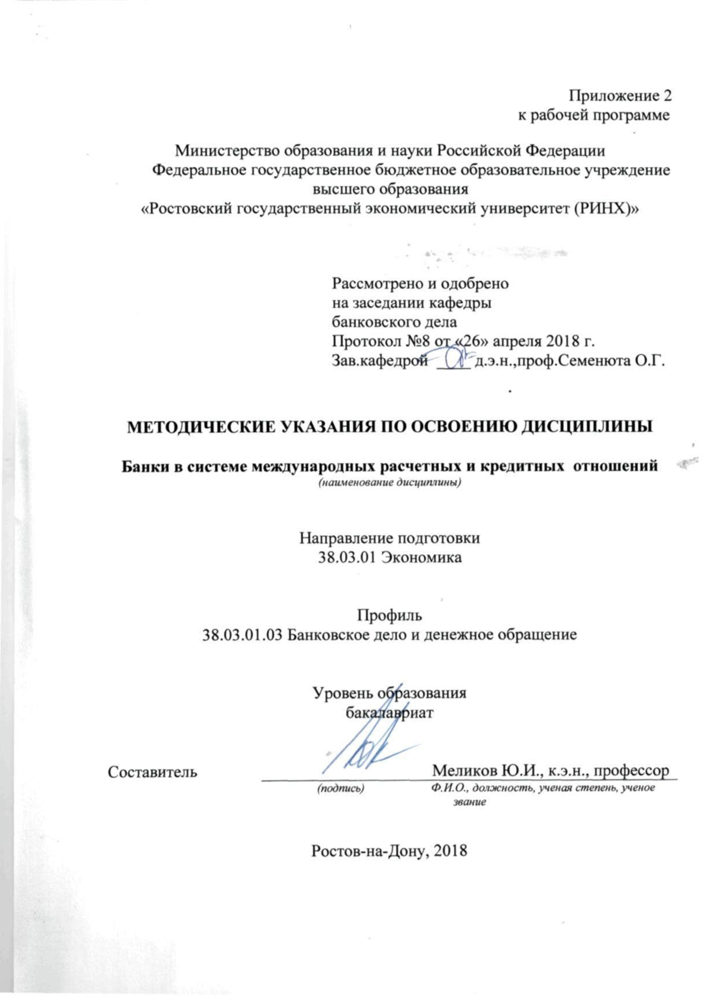 Приложение 2
к рабочей программе
Министерство образования и науки Российской Федерации
Федеральное государственное бюджетное образовательное учреждение
высшего образования
«Ростовский государственный экономический университет (РИНХ)»
Рассмотрено и одобрено
на заседании кафедры
банковского дела
Протокол №8 от «26» апреля 2018 г.
Зав.кафедрой ____ д.э.н.,проф.Семенюта О.Г.
МЕТОДИЧЕСКИЕ УКАЗАНИЯ ПО ОСВОЕНИЮ ДИСЦИПЛИНЫ
Банки в системе международных расчетных и кредитных отношений
(наименование дисциплины)
Направление подготовки
38.03.01 Экономика
Профиль
38.03.01.03 Банковское дело и денежное обращение
Уровень образования
бакалавриат
Составитель Меликов Ю.И., к.э.н., профессор
(подпись) Ф.И.О., должность, ученая степень, ученое
звание
Ростов-на-Дону, 2018